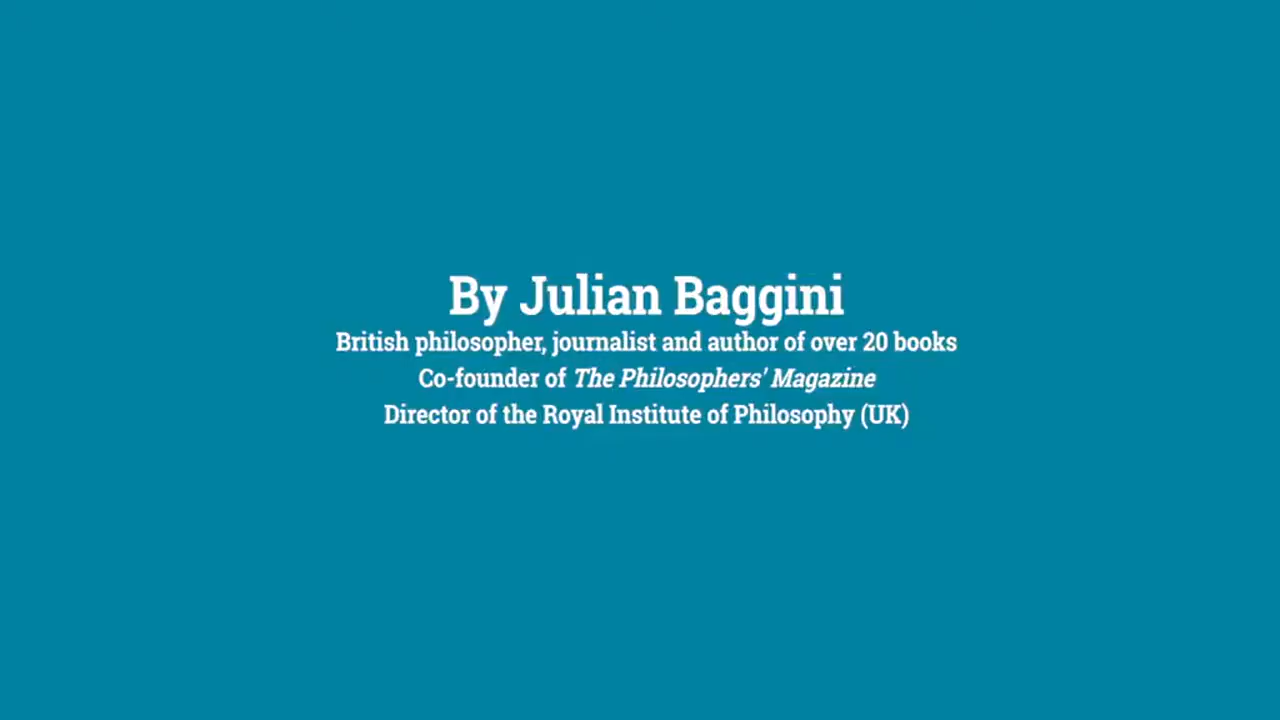 By Julian Baggini
British philosopher, journalist and author of over 20 books
Co-founder of The Philosophers' Magazine
Director of the Royal Institute of Philosophy (UK)